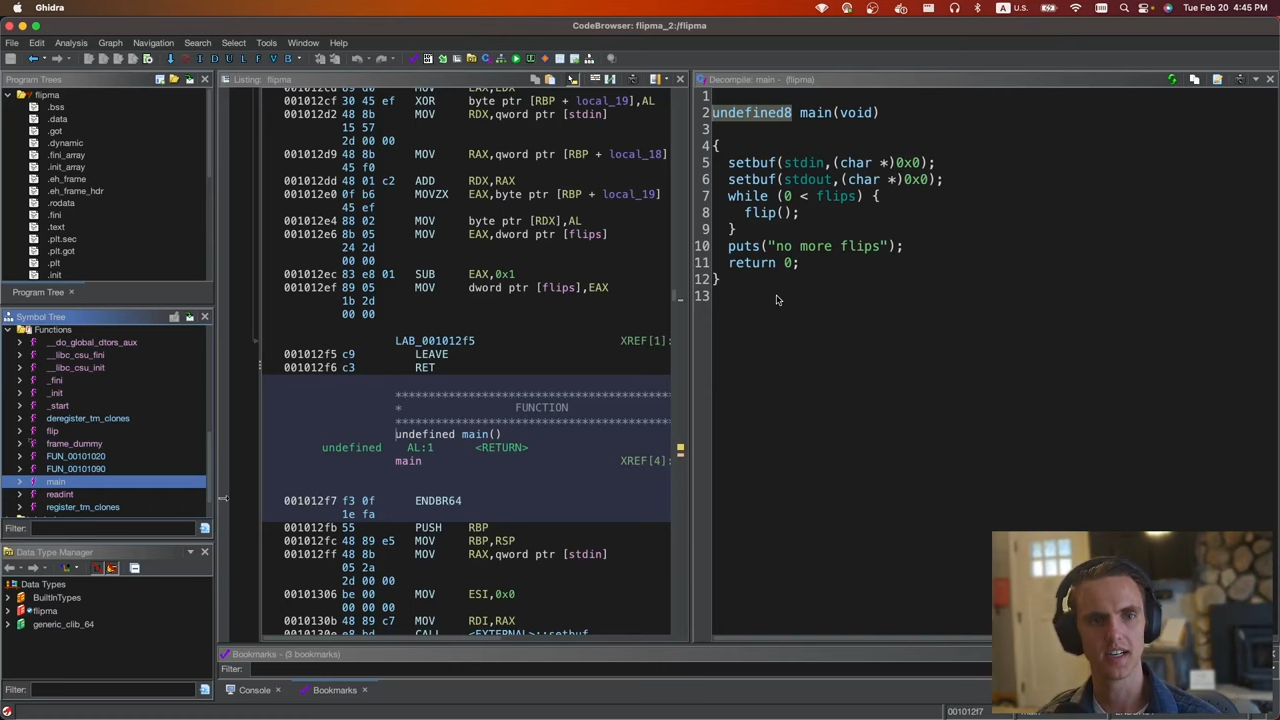 Ghidra
A
U.S.
Tue Feb 20 4:45 PM
CodeBrowser: flipma_2:/flipma
File Edit Analysis Graph Navigation Search Select Tools Window Help
I D U L F V B
Program Trees
flipma
.bss
.data
.got
.dynamic
.fini_array
.init_array
.eh_frame
.eh_frame_hdr
.rodata
.fini
.text
.plt.sec
.plt.got
.plt
.init
Program Tree
Symbol Tree
Functions
__do_global_dtors_aux
__libc_csu_fini
__libc_csu_init
_fini
_init
_start
deregister_tm_clones
flip
frame_dummy
FUN_00101020
FUN_00101090
main
readint
register_tm_clones
Filter:
Data Type Manager
Data Types
BuiltInTypes
flipma
generic_clib_64
Filter:
Listing: flipma
001012cf 30 45 ef XOR byte ptr [RBP + local_19],AL
001012d2 48 8b MOV RDX,qword ptr [stdin]
15 57
2d 00 00
001012d9 48 8b MOV RAX,qword ptr [RBP + local_18]
45 f0
001012dd 48 01 c2 ADD RDX,RAX
001012e0 0f b6 MOVZX EAX,byte ptr [RBP + local_19]
45 ef
001012e4 88 02 MOV byte ptr [RDX],AL
001012e6 8b 05 MOV EAX,dword ptr [flips]
24 2d
00 00
001012ec 83 e8 01 SUB EAX,0x1
001012ef 89 05 MOV dword ptr [flips],EAX
1b 2d
00 00
LAB_001012f5 XREF[1]:
001012f5 c9 LEAVE
001012f6 c3 RET
* FUNCTION
undefined main()
undefined AL:1 <RETURN>
main XREF[4]:
001012f7 f3 0f ENDBR64
1e fa
001012fb 55 PUSH RBP
001012fc 48 89 e5 MOV RBP,RSP
001012ff 48 8b MOV RAX,qword ptr [stdin]
05 2a
2d 00 00
00101306 be 00 MOV ESI,0x0
00 00 00
0010130b 48 89 c7 MOV RDI,RAX
0010130e e8 bd CALL <EXTERNAL>::setbuf
Decompile: main - (flipma)
1
2 undefined8 main(void)
3
4 {
5 setbuf(stdin,(char *)0x0);
6 setbuf(stdout,(char *)0x0);
7 while (0 < flips) {
8 flip();
9 }
10 puts("no more flips");
11 return 0;
12 }
13
Bookmarks - (3 bookmarks)
Filter:
Console Bookmarks
001012f7